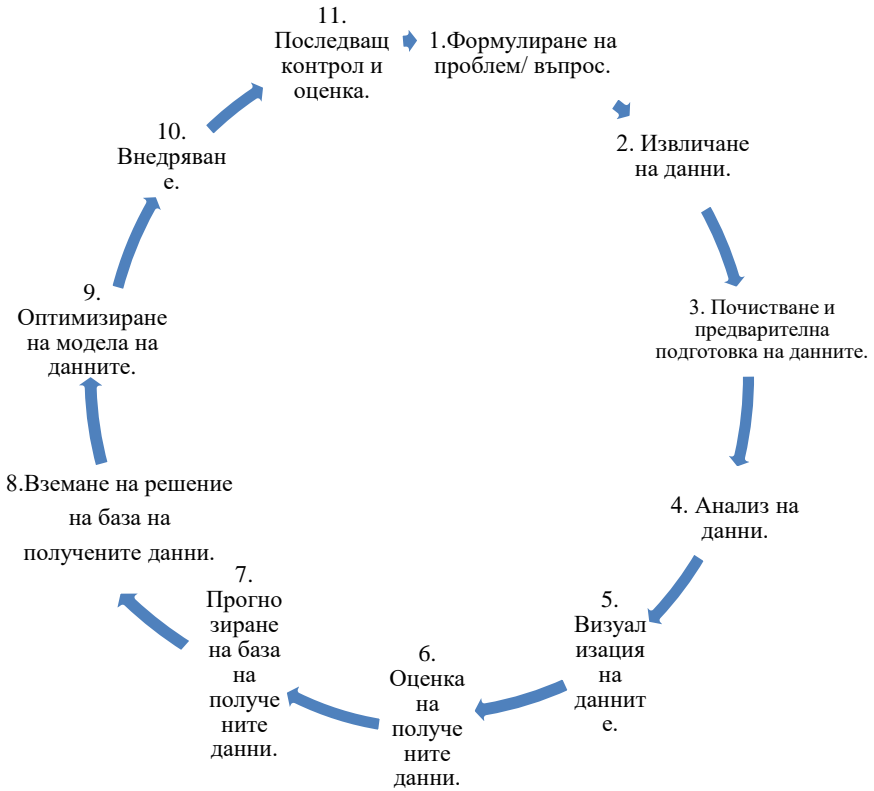 1.Формулиране на
проблем/ въпрос.
2. Извличане
на данни.
3. Почистване и
предварителна
подготовка на данните.
4. Анализ на
данни.
5.
Визуал
изация
на
даннит
е.
6.
Оценка
на
получе
ните
данни.
7.
Прогно
зиране
на база
на
получе
ните
данни.
8.Вземане на решение
на база на
получените данни.
9.
Оптимизиране
на модела на
данните.
10.
Внедряван
е.
11.
Последващ
контрол и
оценка.